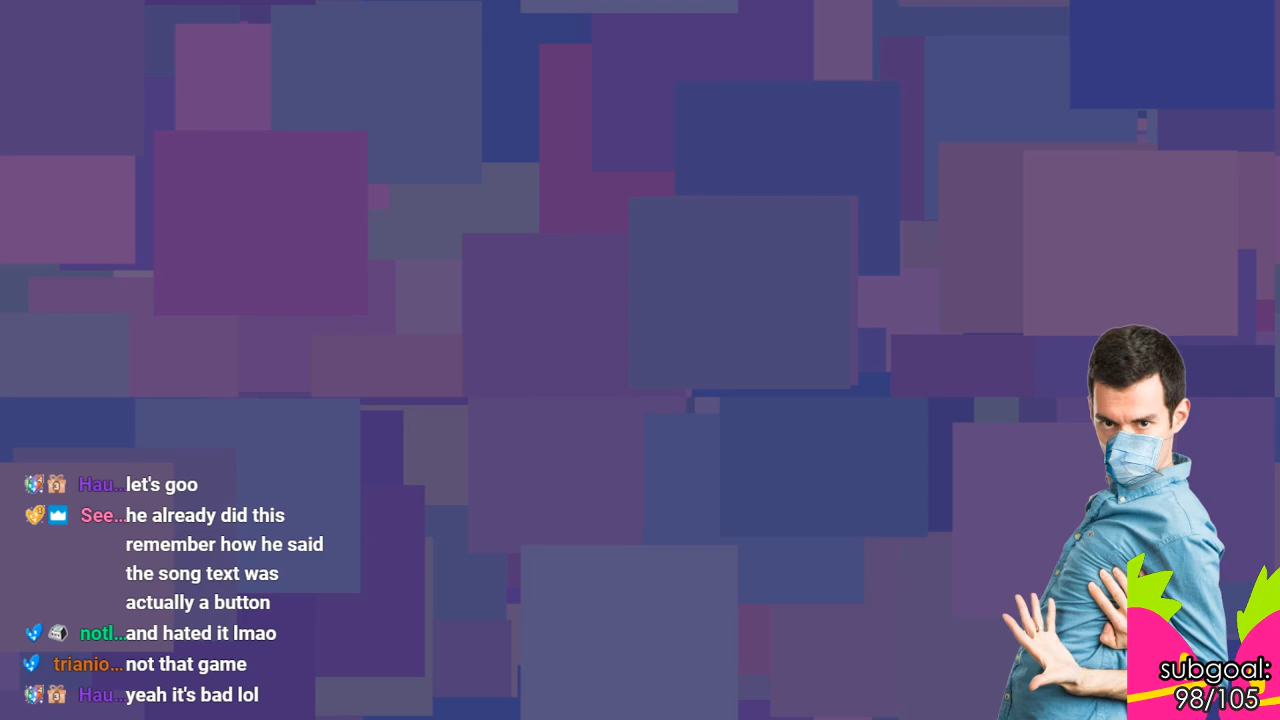 Hau...let's goo
See...he already did this
remember how he said
the song text was
actually a button
notl...and hated it lmao
trianio...not that game
Hau...yeah it's bad lol
subgoal:
98/105